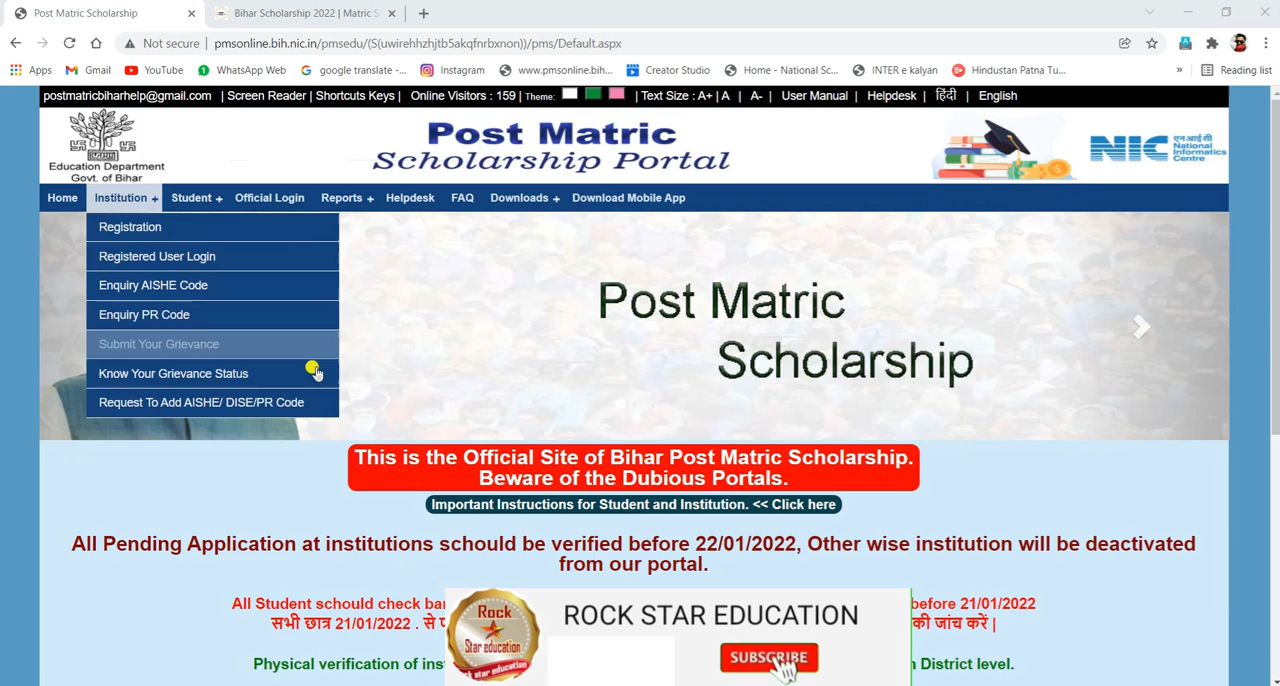 Post Matric Scholarship
Bihar Scholarship 2022 | Matric S
Not secure | pmsonline.bih.nic.in/pmsedu/(S(uwirehhzhjtb5akqfnrbxnon))/pms/Default.aspx
Apps Gmail YouTube WhatsApp Web google translate -... Instagram www.pmsonline.bih... Creator Studio Home - National Sc... INTER e kalyan Hindustan Patna Tu... » Reading list
postmatricbiharhelp@gmail.com | Screen Reader | Shortcuts Keys | Online Visitors : 159 | Theme: | Text Size : A+ | A | A- | User Manual | Helpdesk | हिंदी | English
Education Department
Govt. of Bihar
Post Matric
Scholarship Portal
NIC एन आई सी
National
Informatics
Centre
Home Institution + Student + Official Login Reports + Helpdesk FAQ Downloads + Download Mobile App
Registration
Registered User Login
Enquiry AISHE Code
Enquiry PR Code
Submit Your Grievance
Know Your Grievance Status
Request To Add AISHE/ DISE/PR Code
Post Matric
Scholarship
This is the Official Site of Bihar Post Matric Scholarship.
Beware of the Dubious Portals.
Important Instructions for Student and Institution. << Click here
All Pending Application at institutions schould be verified before 22/01/2022, Other wise institution will be deactivated
from our portal.
All Student schould check ba before 21/01/2022
सभी छात्र 21/01/2022 . से की जांच करें |
Physical verification of ins District level.
Rock
Star education
rock star education
ROCK STAR EDUCATION
SUBSCRIBE